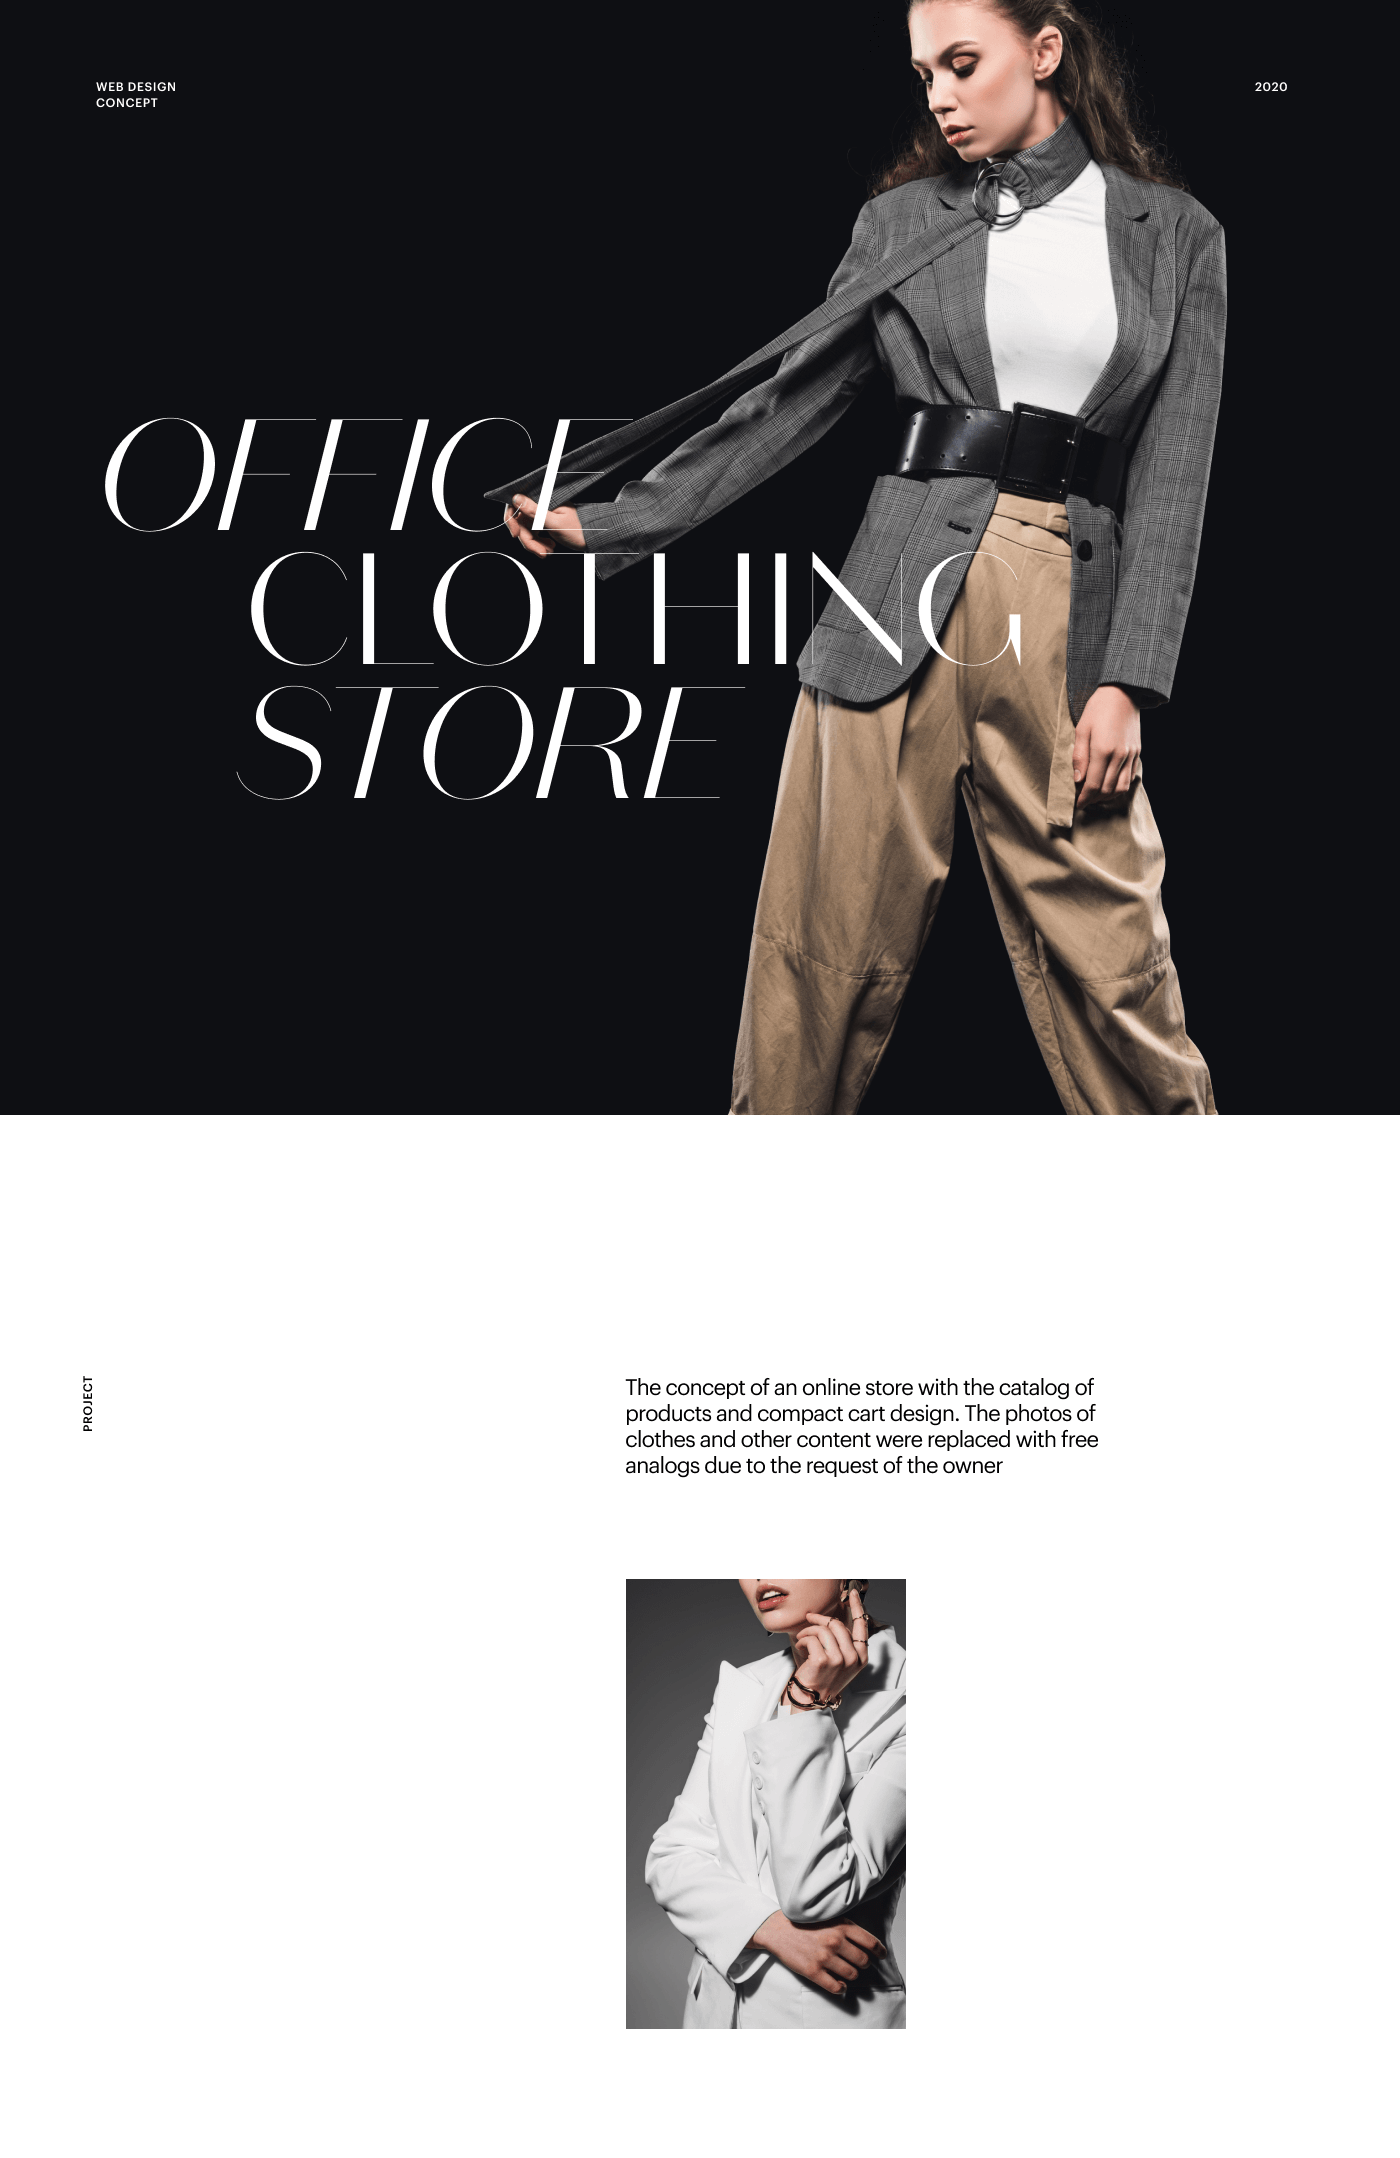 WEB DESIGN
CONCEPT
2020
OFFICE
CLOTHING
STORE
PROJECT
The concept of an online store with the catalog of
products and compact cart design. The photos of
clothes and other content were replaced with free
analogs due to the request of the owner